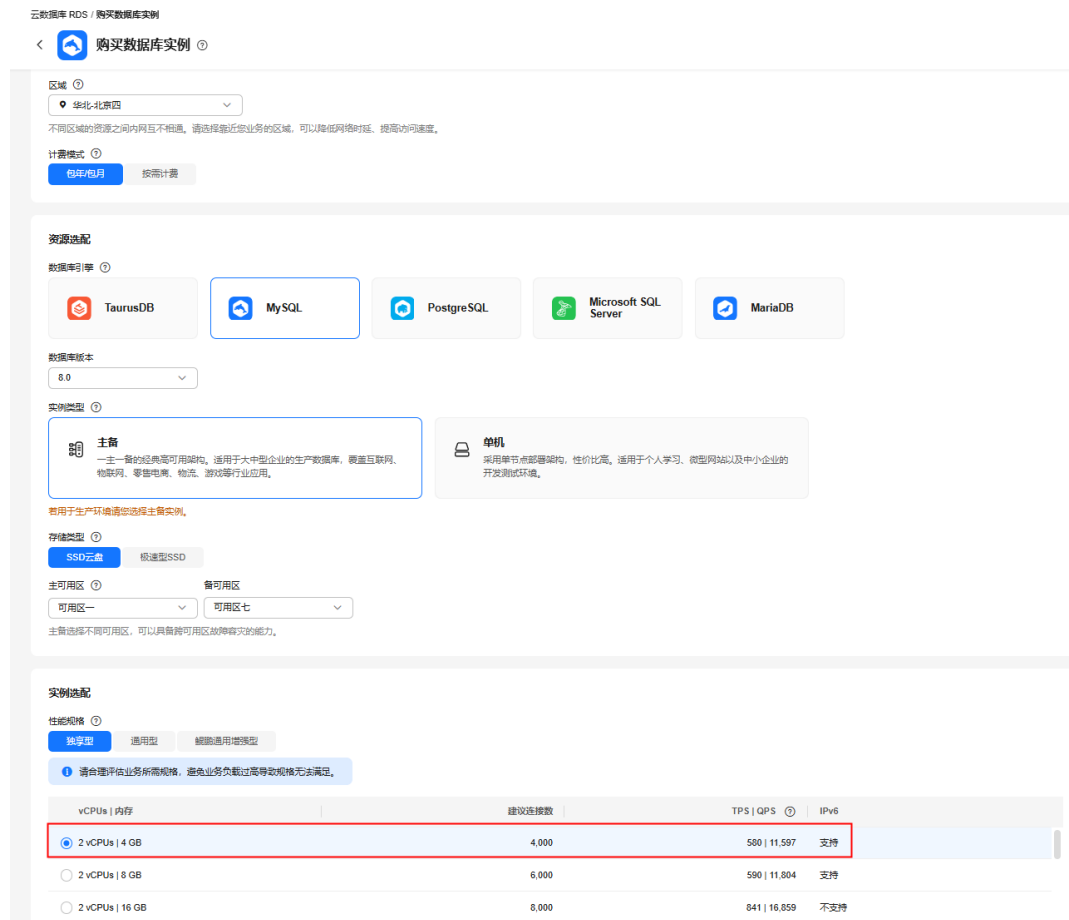 云数据库 RDS / 购买数据库实例
购买数据库实例
区域
华北-北京四
不同区域的资源之间内网互不相通。请选择靠近您业务的区域，可以降低网络时延、提高访问速度。
计费模式
包年/包月 按需计费
资源选配
数据库引擎
TaurusDB MySQL PostgreSQL Microsoft SQL Server MariaDB
数据库版本
8.0
实例类型
主备
一主一备的经典高可用架构。适用于大中型企业的生产数据库，覆盖互联网、
物联网、零售电商、物流、游戏等行业应用。
单机
采用单节点部署架构，性价比高。适用于个人学习、微型网站以及中小企业的
开发测试环境。
若用于生产环境请您选择主备实例。
存储类型
SSD云盘 极速型SSD
主可用区 备可用区
可用区一 可用区七
主备选择不同可用区，可以具备跨可用区故障容灾的能力。
实例选配
性能规格
独享型 通用型 鲲鹏通用增强型
请合理评估业务所需规格，避免业务负载过高导致规格无法满足。
vCPUs | 内存 建议连接数 TPS | QPS IPv6
2 vCPUs | 4 GB 4,000 580 | 11,597 支持
2 vCPUs | 8 GB 6,000 590 | 11,804 支持
2 vCPUs | 16 GB 8,000 841 | 16,859 不支持